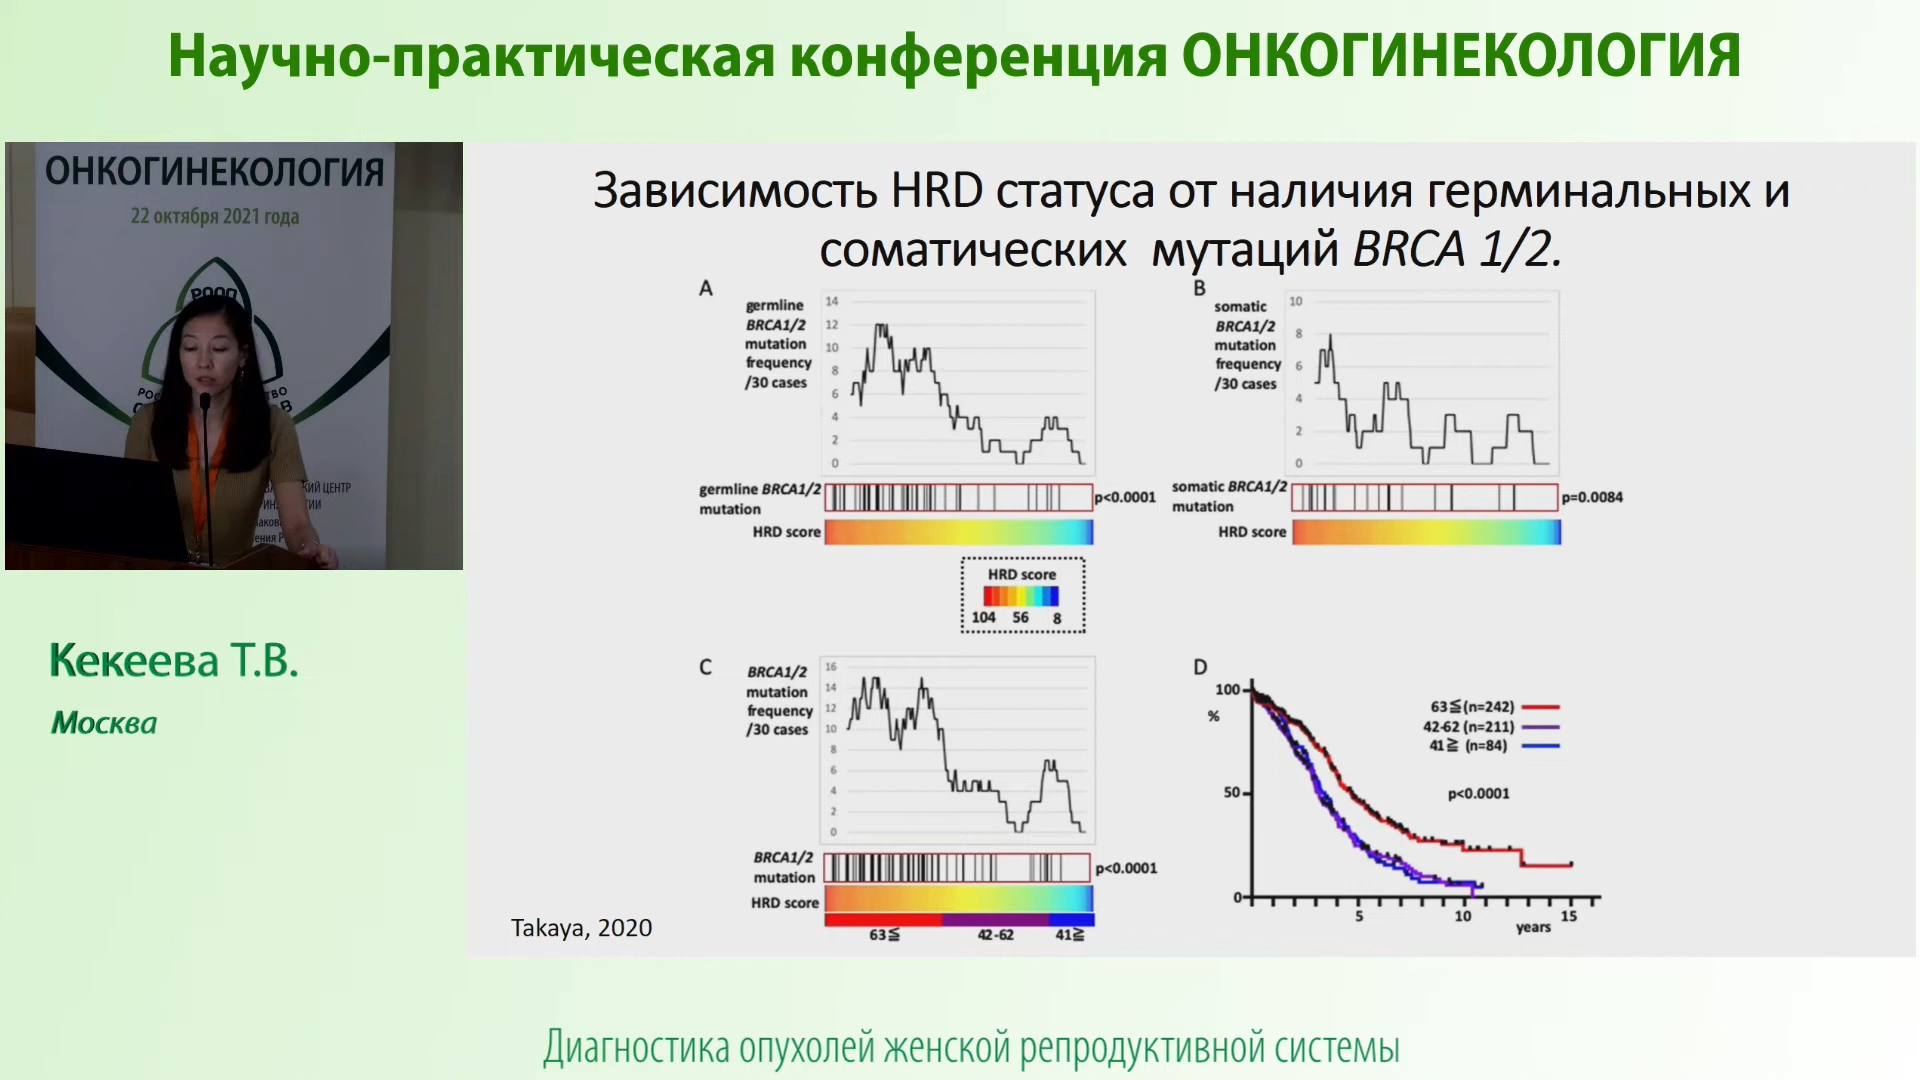 Научно-практическая конференция ОНКОГИНЕКОЛОГИЯ
ОНКОГИНЕКОЛОГИЯ
22 октября 2021 года
РООП
Кекеева Т.В.
Москва
Зависимость HRD статуса от наличия герминальных и
соматических мутаций BRCA 1/2.
A
germline
BRCA1/2
mutation
frequency
/30 cases
14
12
10
8
6
4
2
0
germline BRCA1/2
mutation
p<0.0001
HRD score
B
somatic
BRCA1/2
mutation
frequency
/30 cases
10
8
6
4
2
0
somatic BRCA1/2
mutation
p=0.0084
HRD score
HRD score
104 56 8
C
BRCA1/2
mutation
frequency
/30 cases
16
14
12
10
8
6
4
2
0
BRCA1/2
mutation
p<0.0001
HRD score
63≦ 42-62 41≧
D
100
%
50
0
63≦(n=242)
42-62 (n=211)
41≧ (n=84)
p<0.0001
5 10 15
years
Takaya, 2020
Диагностика опухолей женской репродуктивной системы